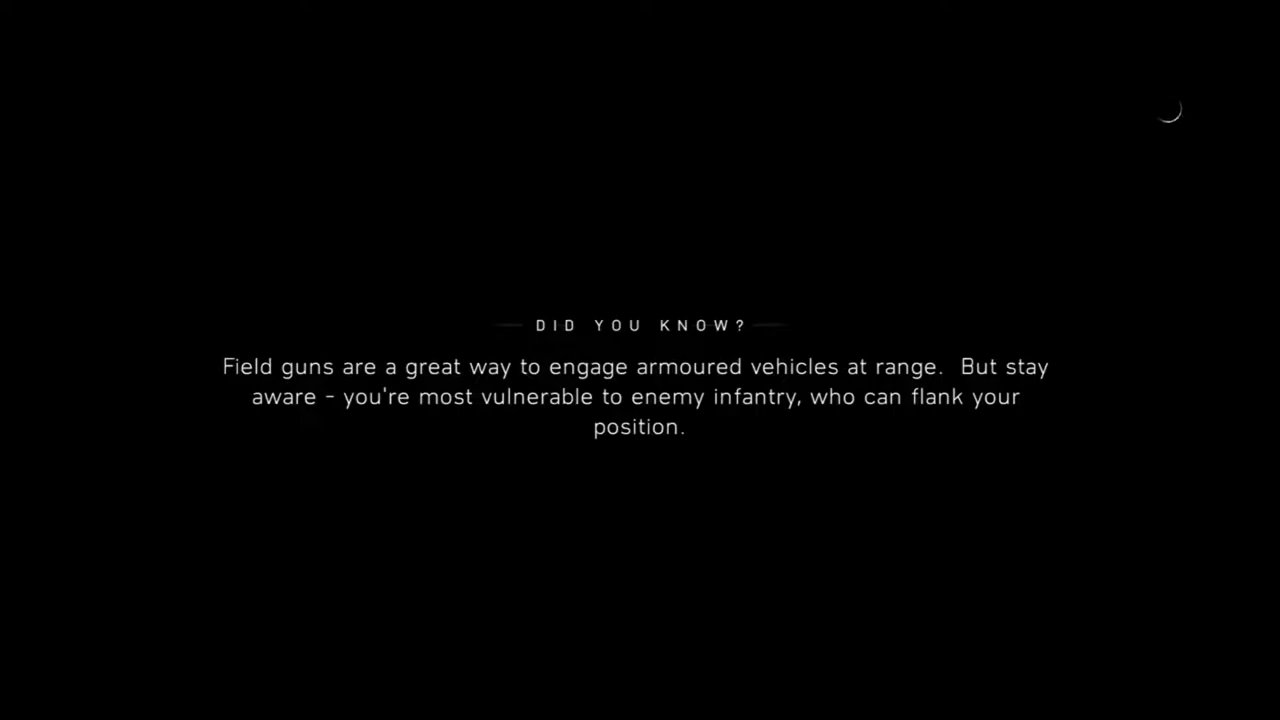 DID YOU KNOW?
Field guns are a great way to engage armoured vehicles at range.  But stay
aware - you're most vulnerable to enemy infantry, who can flank your
position.